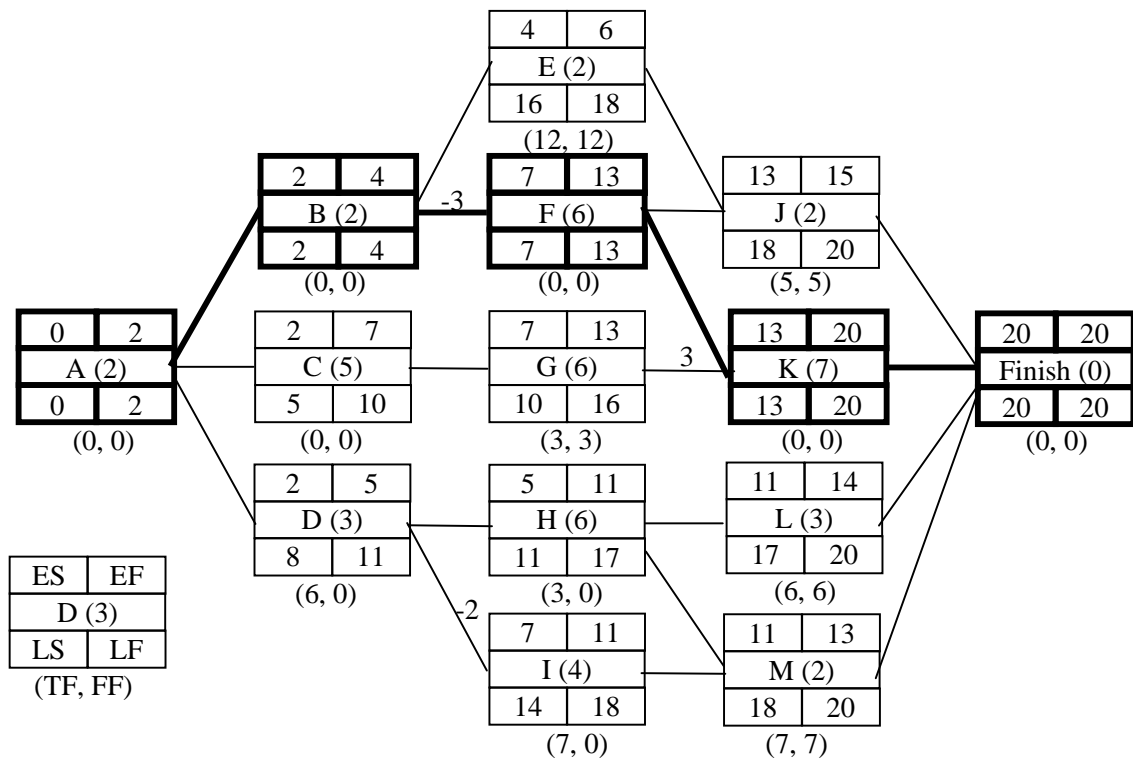 4 6
E (2)
16 18
(12, 12)
2 4
B (2)
2 4
(0, 0)
-3
7 13
F (6)
7 13
(0, 0)
13 15
J (2)
18 20
(5, 5)
0 2
A (2)
0 2
(0, 0)
2 7
C (5)
5 10
(0, 0)
7 13
G (6)
10 16
(3, 3)
3
13 20
K (7)
13 20
(0, 0)
20 20
Finish (0)
20 20
(0, 0)
2 5
D (3)
8 11
(6, 0)
5 11
H (6)
11 17
(3, 0)
11 14
L (3)
17 20
(6, 6)
-2
7 11
I (4)
14 18
(7, 0)
11 13
M (2)
18 20
(7, 7)
ES EF
D (3)
LS LF
(TF, FF)